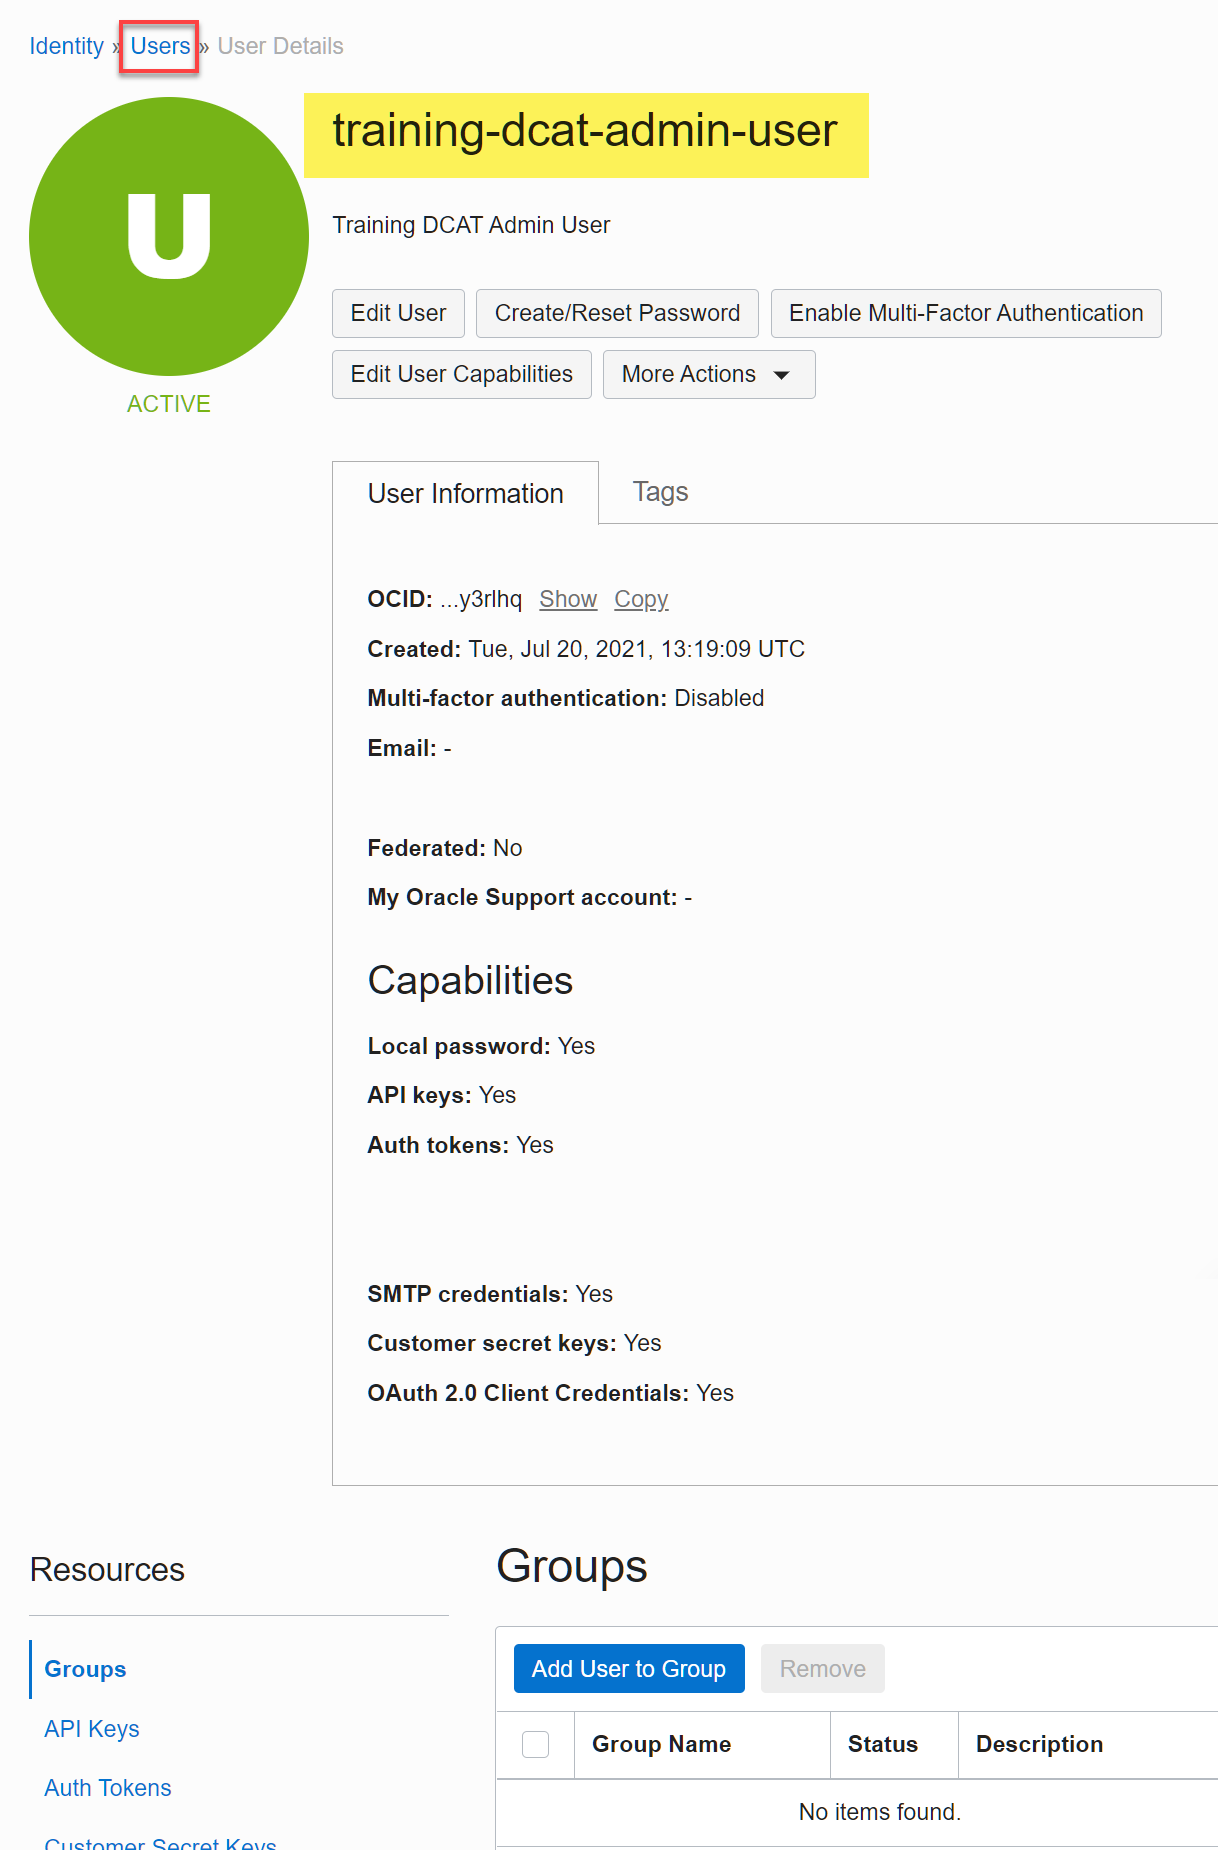 Identity » Users » User Details
U
ACTIVE
training-dcat-admin-user
Training DCAT Admin User
Edit User Create/Reset Password Enable Multi-Factor Authentication
Edit User Capabilities More Actions
User Information Tags
OCID: ...y3rlhq Show Copy
Created: Tue, Jul 20, 2021, 13:19:09 UTC
Multi-factor authentication: Disabled
Email: -
Federated: No
My Oracle Support account: -
Capabilities
Local password: Yes
API keys: Yes
Auth tokens: Yes
SMTP credentials: Yes
Customer secret keys: Yes
OAuth 2.0 Client Credentials: Yes
Resources
Groups
API Keys
Auth Tokens
Customer Secret Keys
Groups
Add User to Group Remove
Group Name Status Description
No items found.